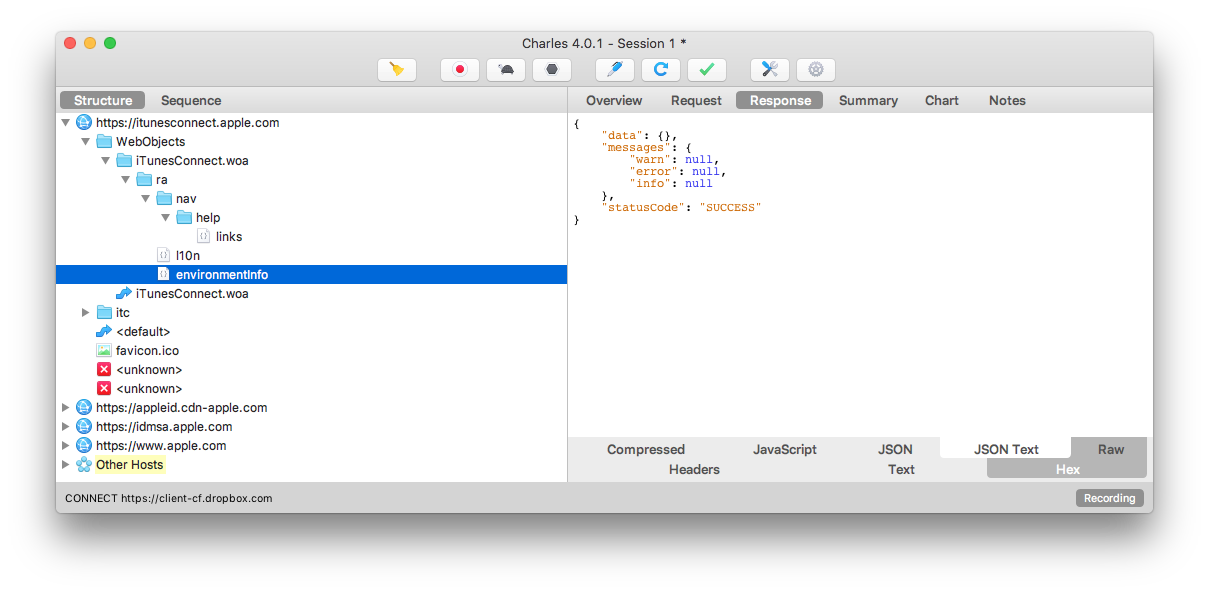 Charles 4.0.1 - Session 1 *
Structure Sequence
https://itunesconnect.apple.com
WebObjects
iTunesConnect.woa
ra
nav
help
links
l10n
environmentInfo
iTunesConnect.woa
itc
<default>
favicon.ico
<unknown>
<unknown>
https://appleid.cdn-apple.com
https://idmsa.apple.com
https://www.apple.com
Other Hosts
Overview Request Response Summary Chart Notes
{
    "data": {},
    "messages": {
        "warn": null,
        "error": null,
        "info": null
    },
    "statusCode": "SUCCESS"
}
Compressed JavaScript JSON JSON Text Raw
Headers Text Hex
CONNECT https://client-cf.dropbox.com Recording